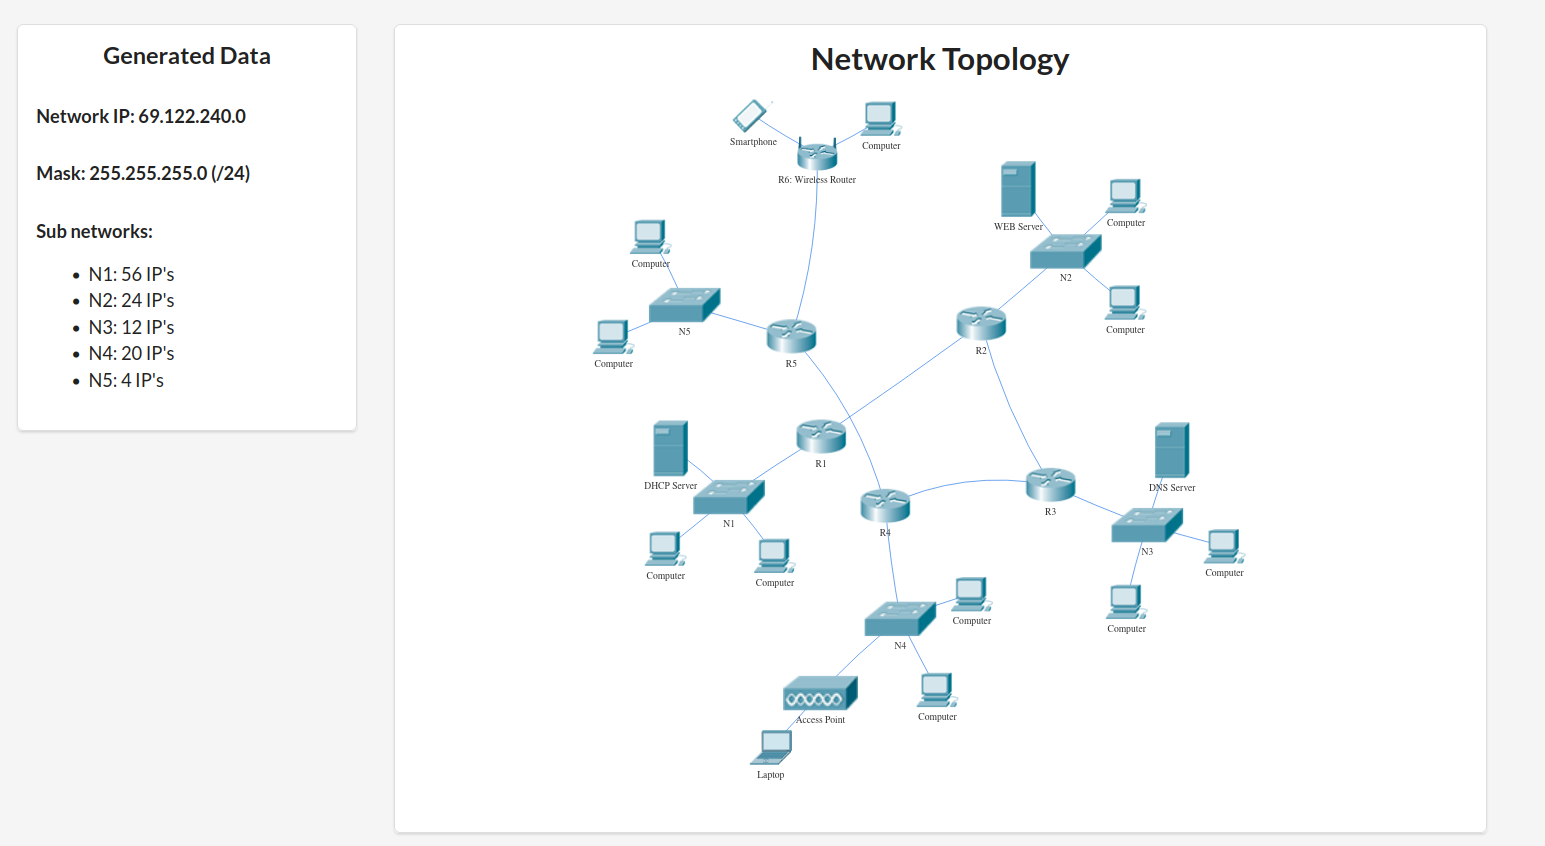 Generated Data
Network IP: 69.122.240.0
Mask: 255.255.255.0 (/24)
Sub networks:
• N1: 56 IP's
• N2: 24 IP's
• N3: 12 IP's
• N4: 20 IP's
• N5: 4 IP's
Network Topology
Smartphone
Computer
R6: Wireless Router
WEB Server
Computer
Computer
N2
N5
Computer
R2
Computer
R5
R1
DHCP Server
DNS Server
R3
N1
R4
N3
Computer
Computer
Computer
Computer
Computer
N4
Computer
Access Point
Laptop